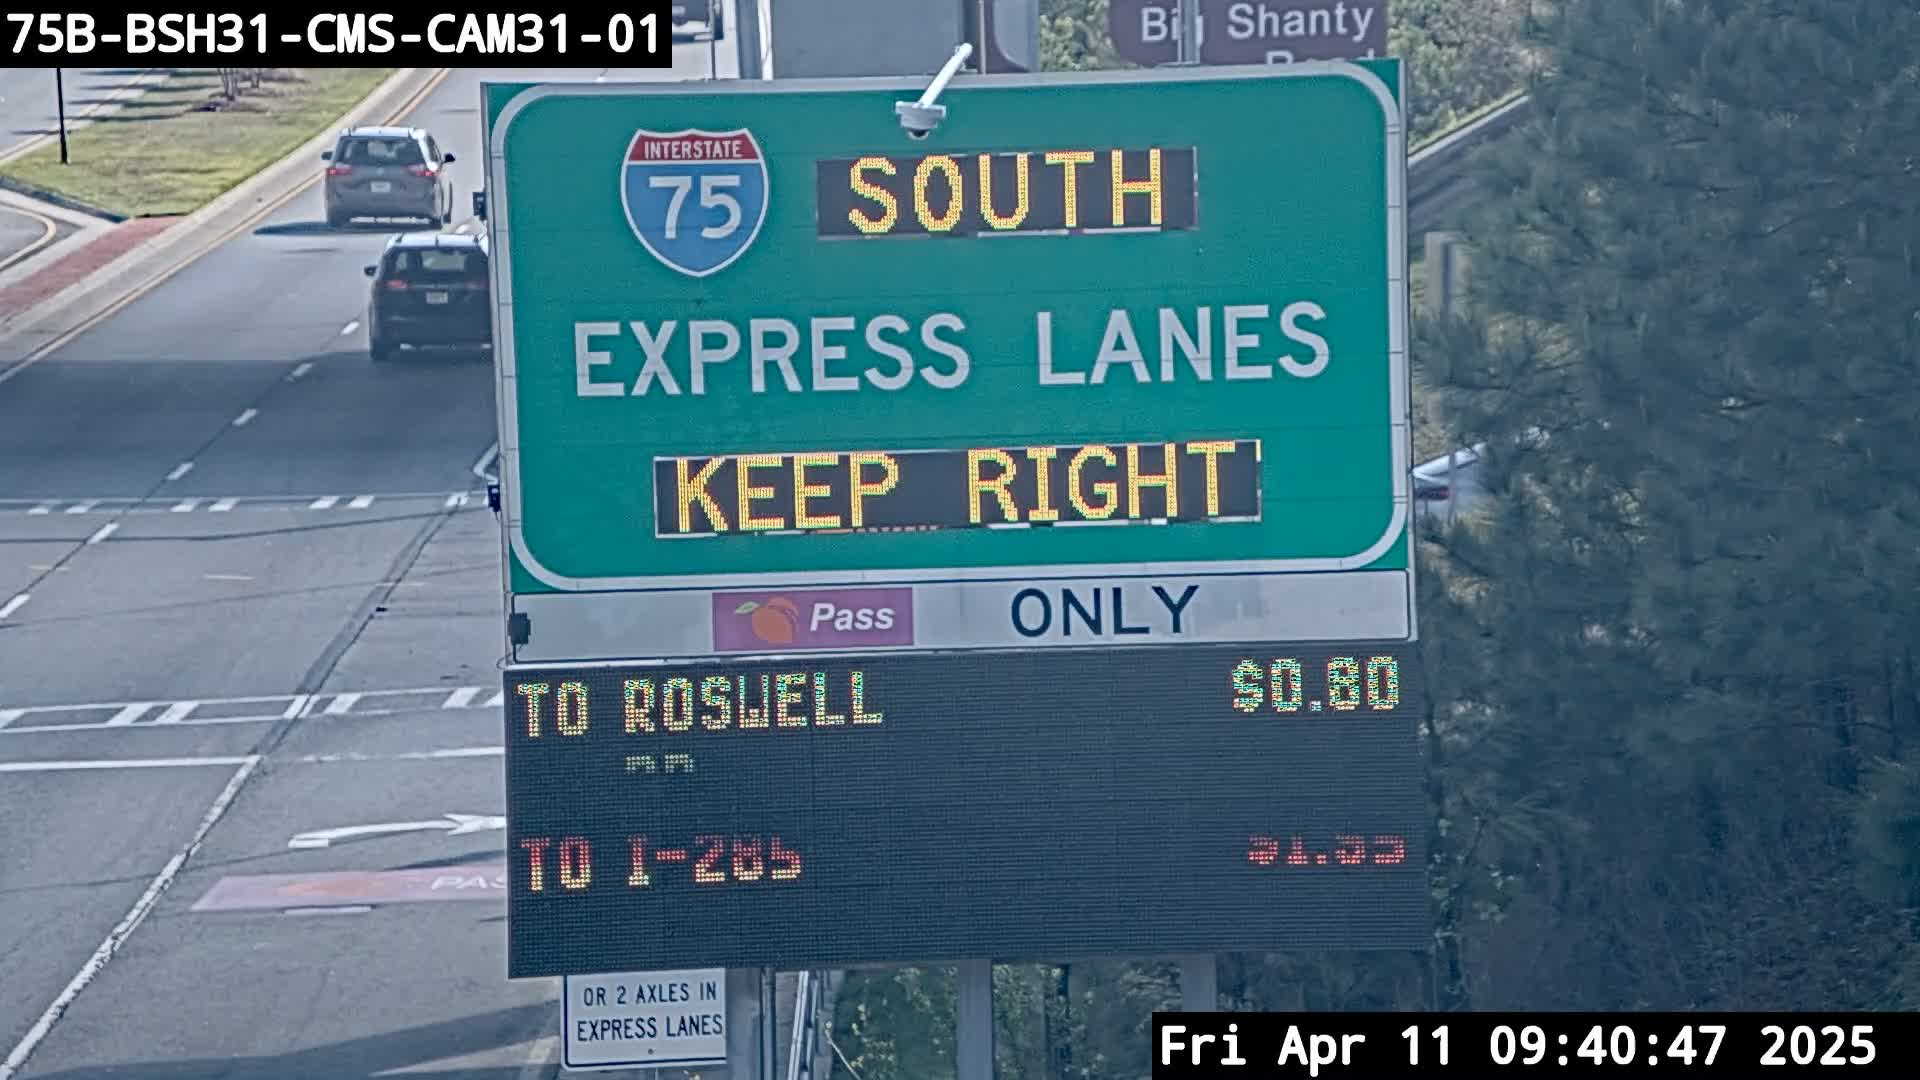 75B-BSH31-CMS-CAM31-01
Big Shanty
INTERSTATE
75
SOUTH
EXPRESS LANES
KEEP RIGHT
Pass ONLY
TO ROSWELL $0.80
TO I-285
OR 2 AXLES IN
EXPRESS LANES
Fri Apr 11 09:40:47 2025